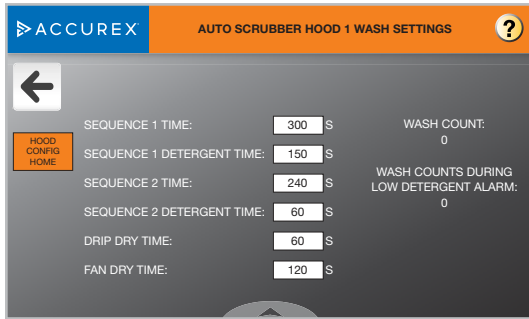 ACCUREX
AUTO SCRUBBER HOOD 1 WASH SETTINGS
?
HOOD
CONFIG
HOME
SEQUENCE 1 TIME: 300 S
SEQUENCE 1 DETERGENT TIME: 150 S
SEQUENCE 2 TIME: 240 S
SEQUENCE 2 DETERGENT TIME: 60 S
DRIP DRY TIME: 60 S
FAN DRY TIME: 120 S
WASH COUNT:
0
WASH COUNTS DURING
LOW DETERGENT ALARM:
0